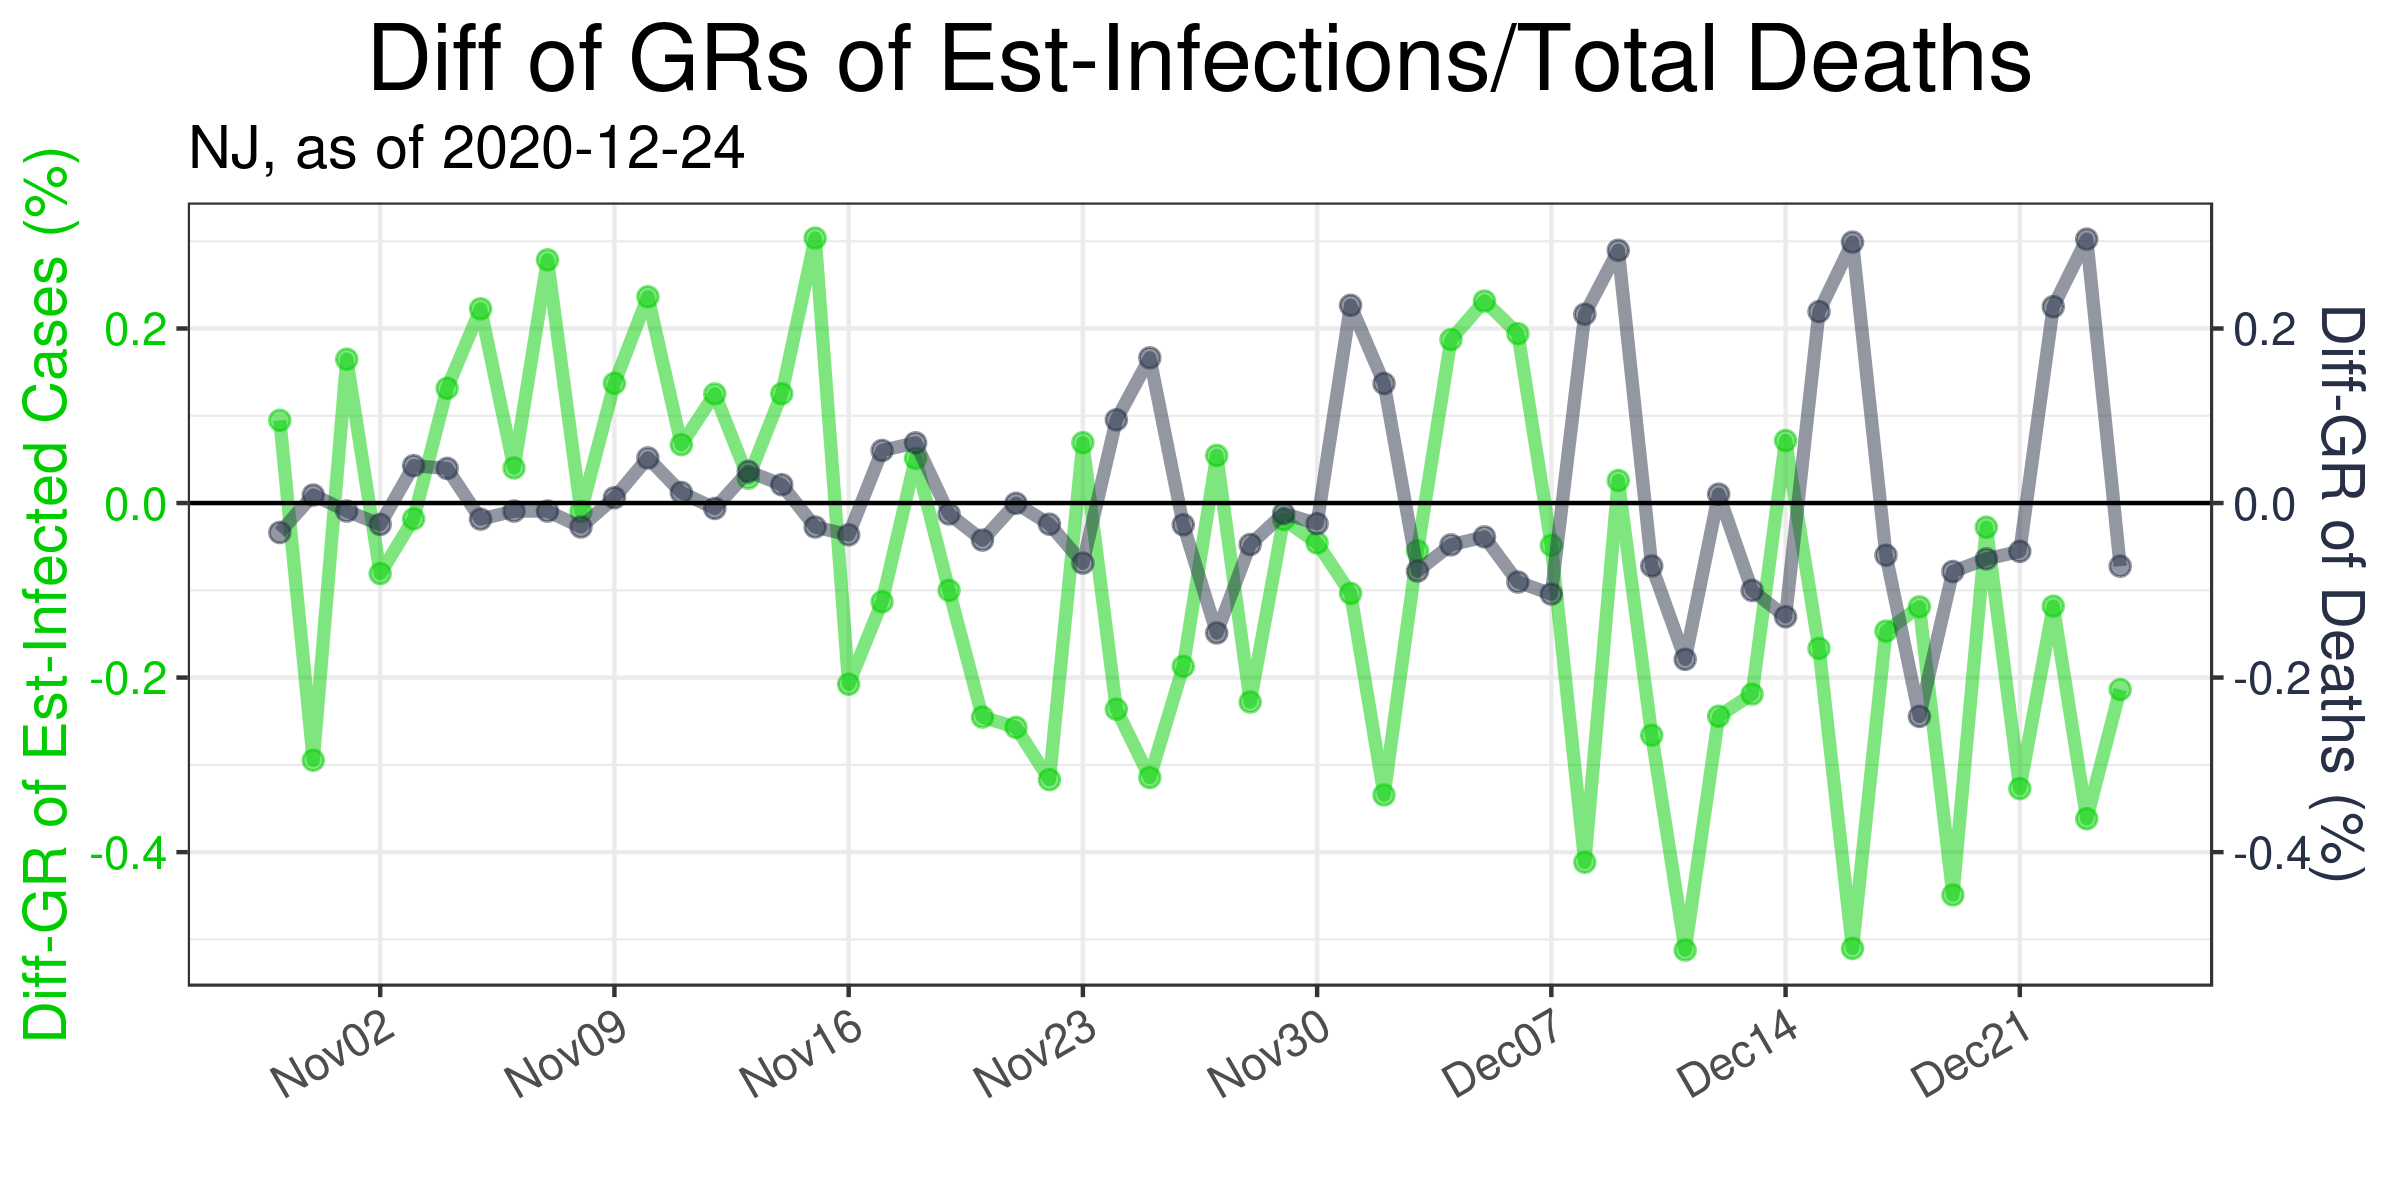 Diff of GRs of Est-Infections/Total Deaths
NJ, as of 2020-12-24
Diff-GR of Est-Infected Cases (%)
0.2
0.0
-0.2
-0.4
0.2
0.0
-0.2
-0.4
Diff-GR of Deaths (%)
Nov02
Nov09
Nov16
Nov23
Nov30
Dec07
Dec14
Dec21